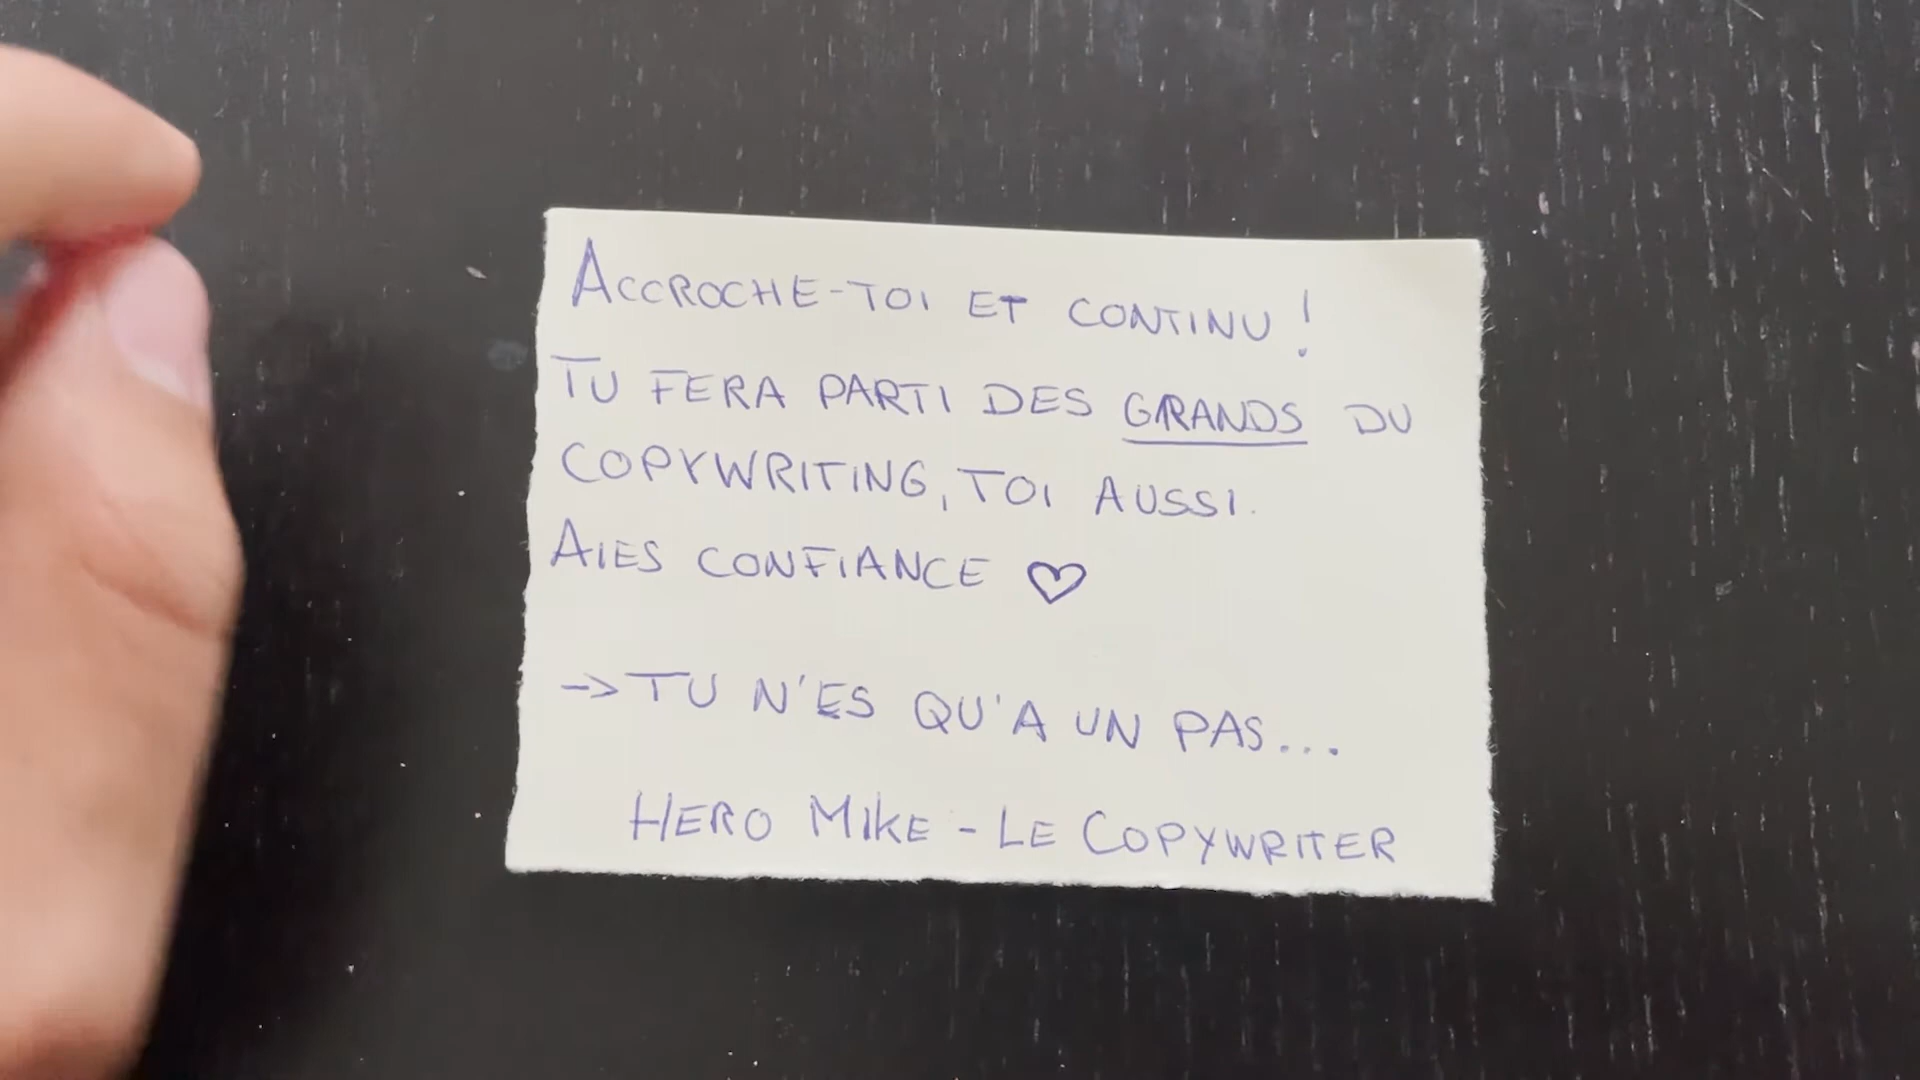 ACCROCHE-TOI ET CONTINU !
TU FERA PARTI DES GRANDS DU
COPYWRITING, TOI AUSSI.
AIES CONFIANCE ♡
-> TU N'ES QU'A UN PAS...
HERO MIKE - LE COPYWRITER